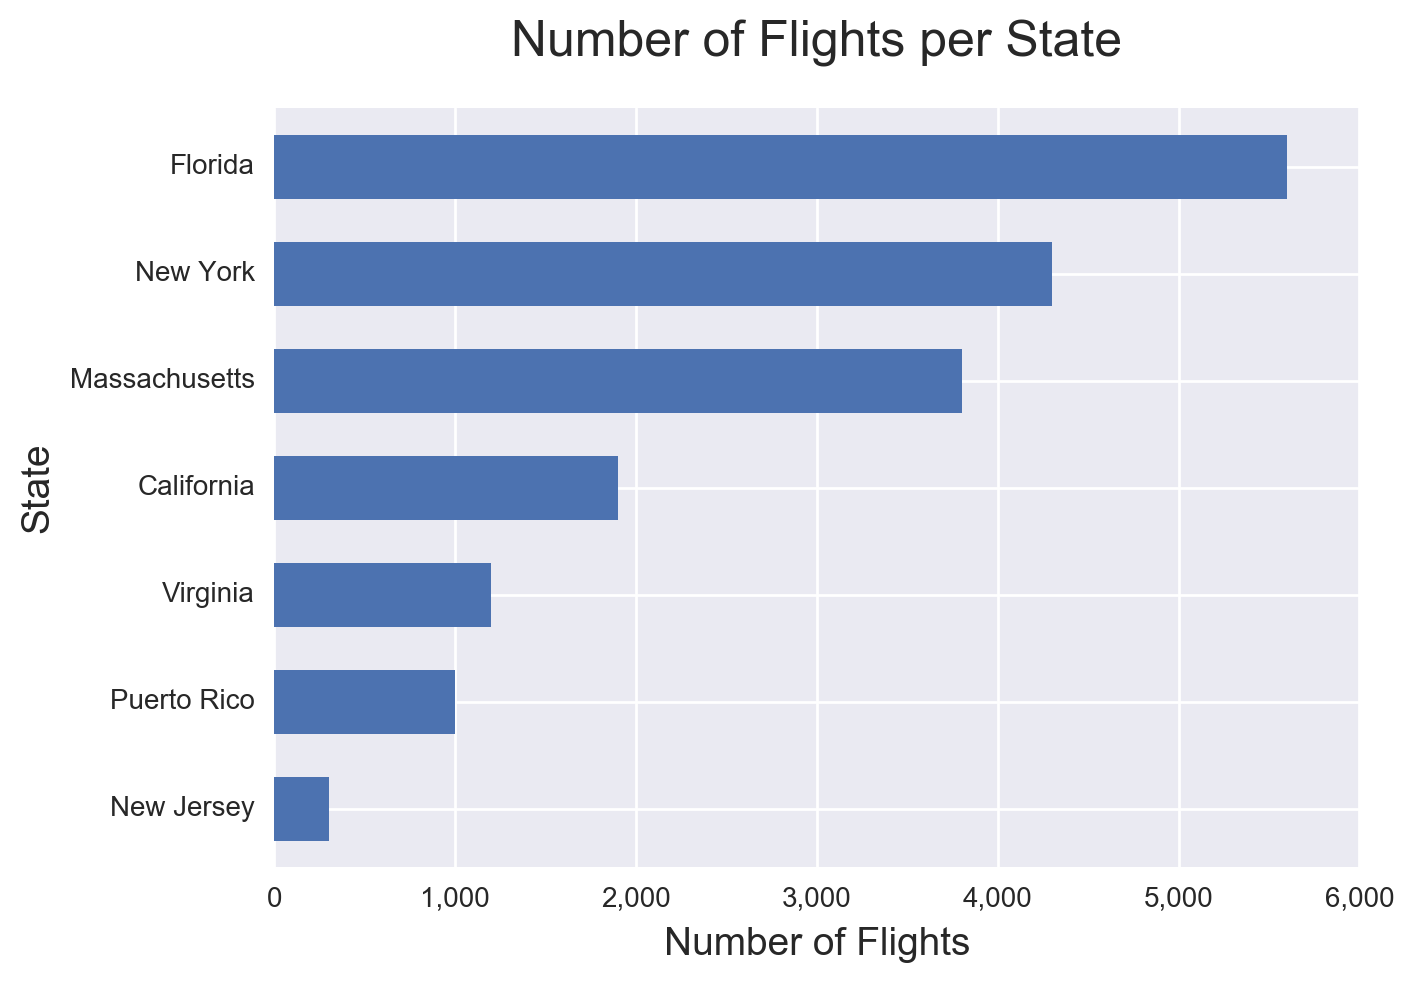 Number of Flights per State
Florida
New York
Massachusetts
California
Virginia
Puerto Rico
New Jersey
State
0 1,000 2,000 3,000 4,000 5,000 6,000
Number of Flights